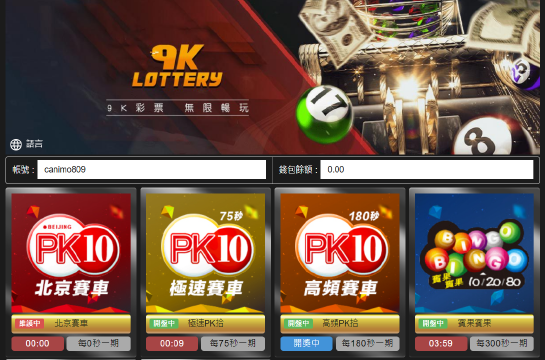 9K
LOTTERY
9K彩票 無限暢玩
17
8
語言
帳號：
canimo809
錢包餘額：
0.00
BEIJING
PK10
北京賽車
維護中
北京賽車
00:00
每0秒一期
75秒
PK10
極速賽車
開盤中
極速PK拾
00:09
每75秒一期
180秒
PK10
高頻賽車
開盤中
高頻PK拾
開獎中
每180秒一期
BINGO
BINGO
賓果
賓果
10/20/80
開盤中
賓果賓果
03:59
每300秒一期